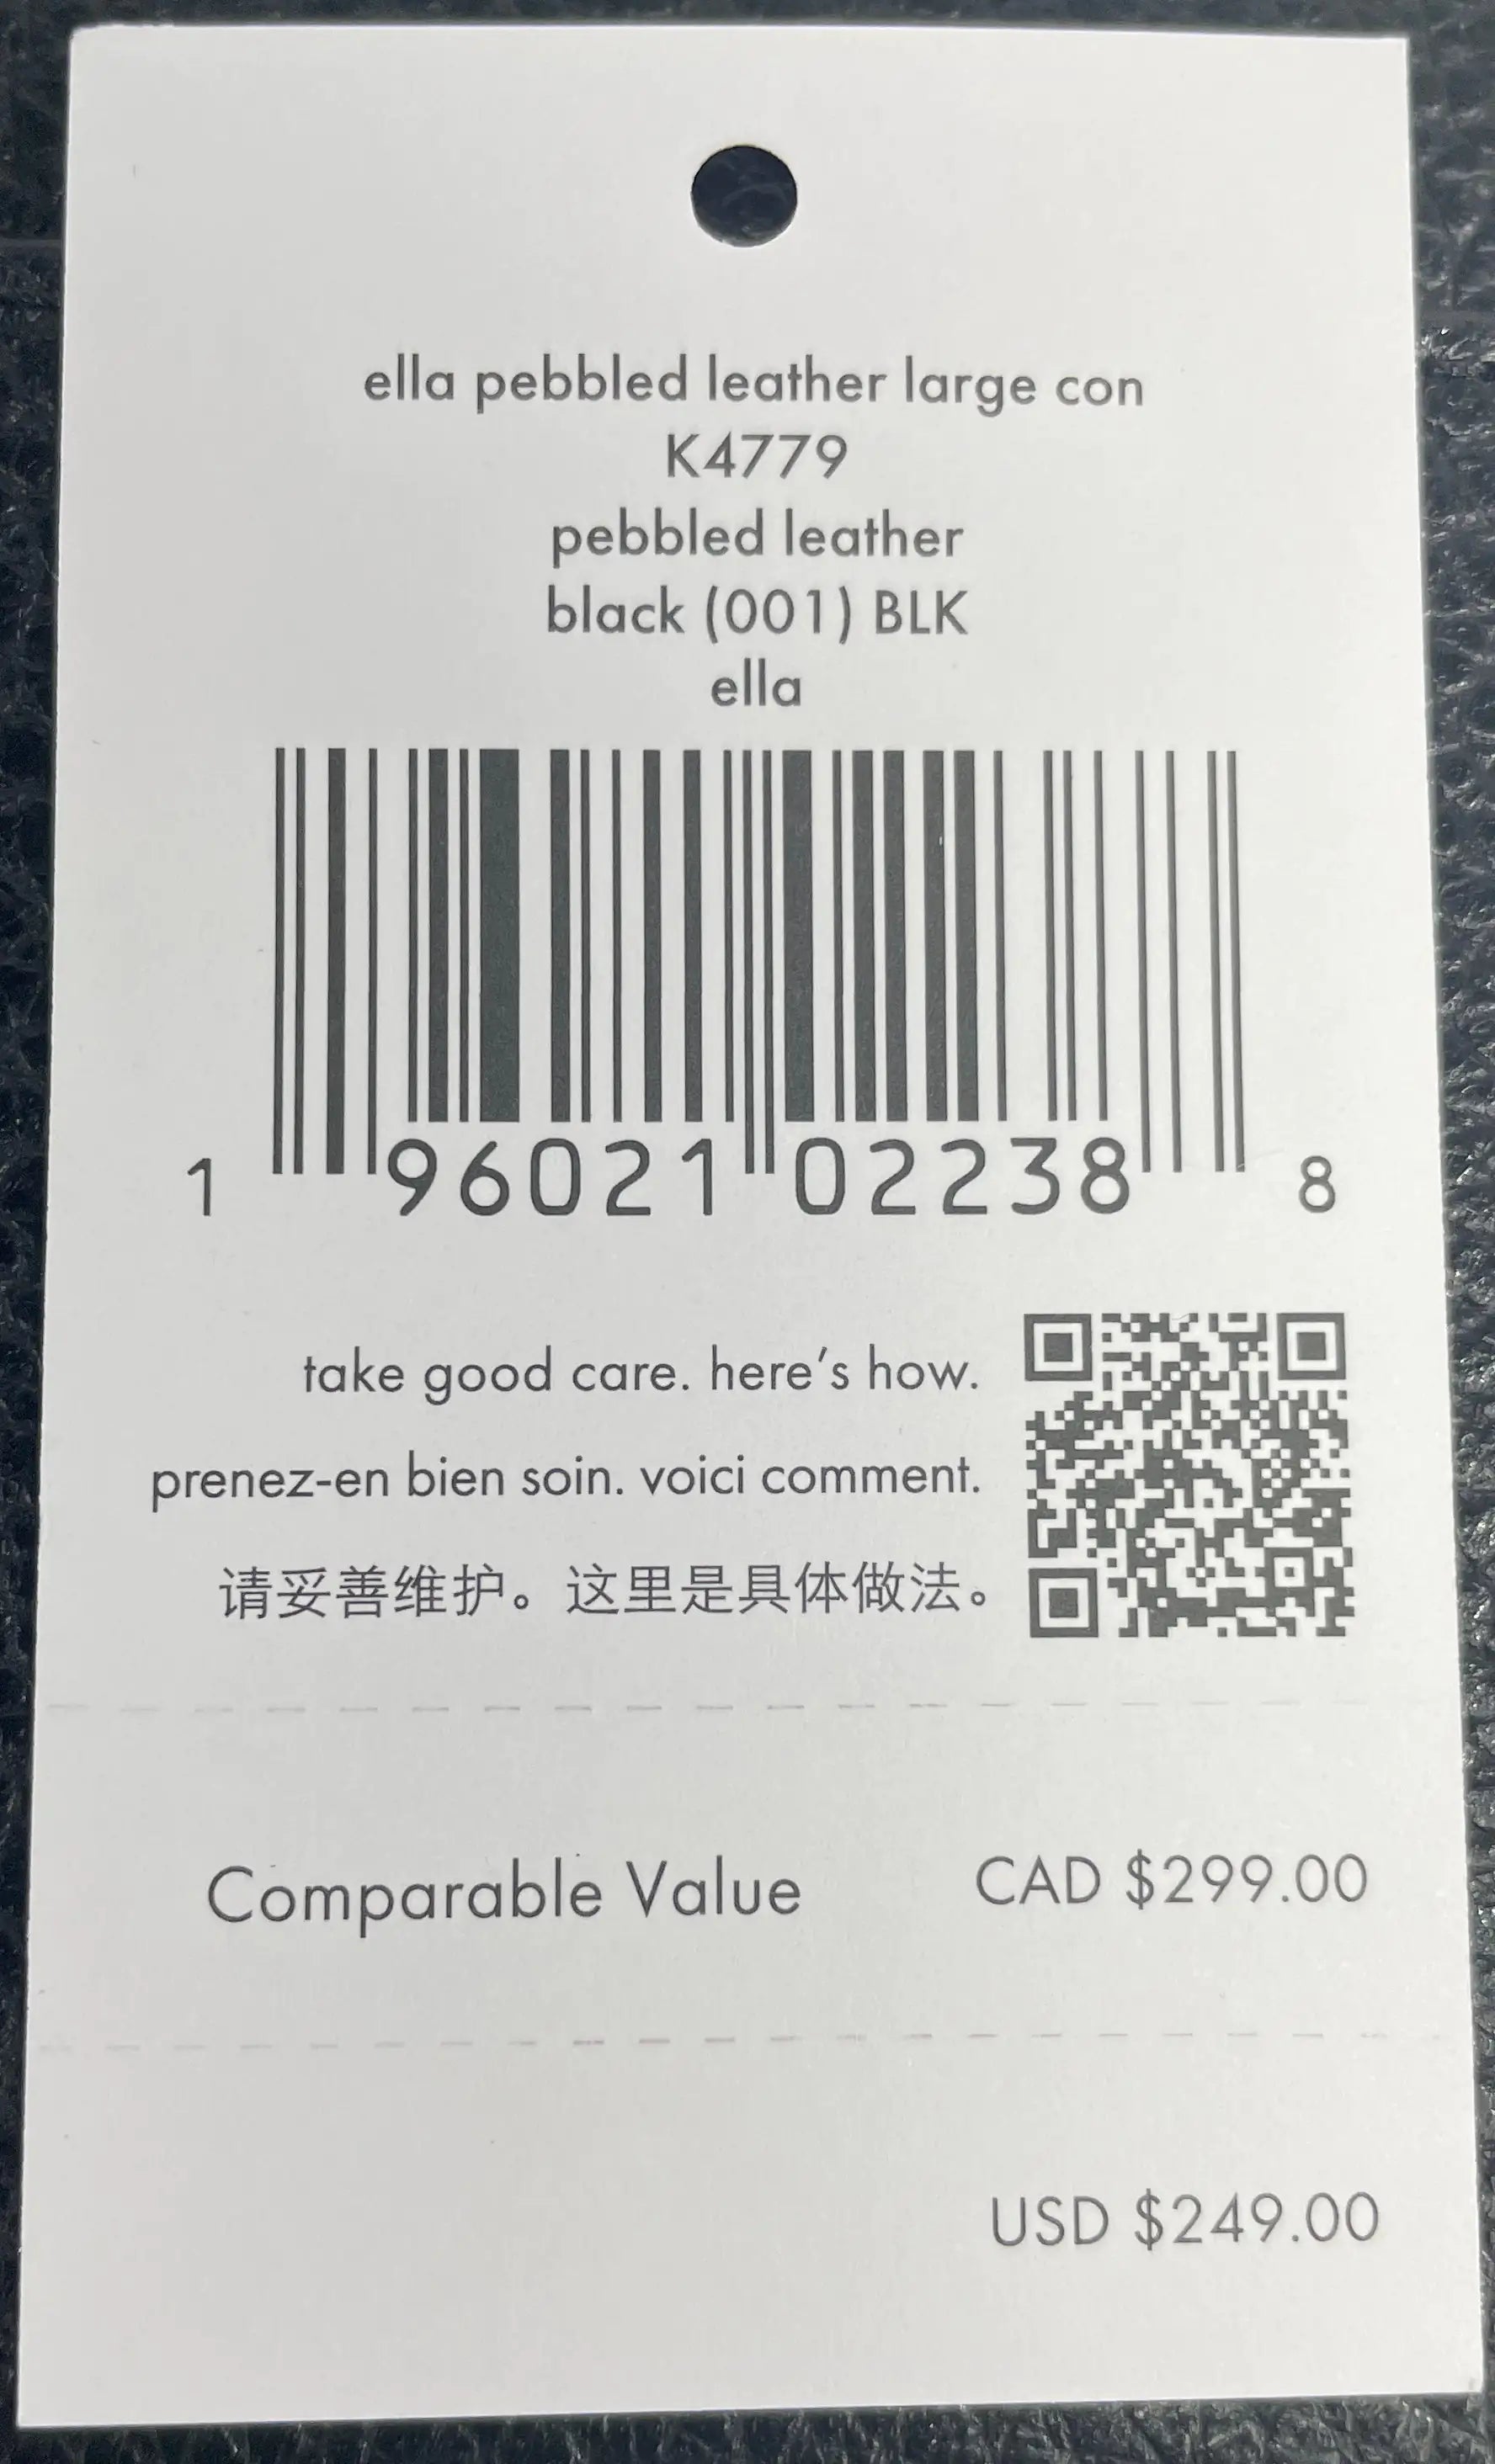 ella pebbled leather large con
K4779
pebbled leather
black (001) BLK
ella
1 96021 02238 8
take good care. here's how.
prenez-en bien soin. voici comment.
请妥善维护。这里是具体做法。
Comparable Value CAD $299.00
USD $249.00